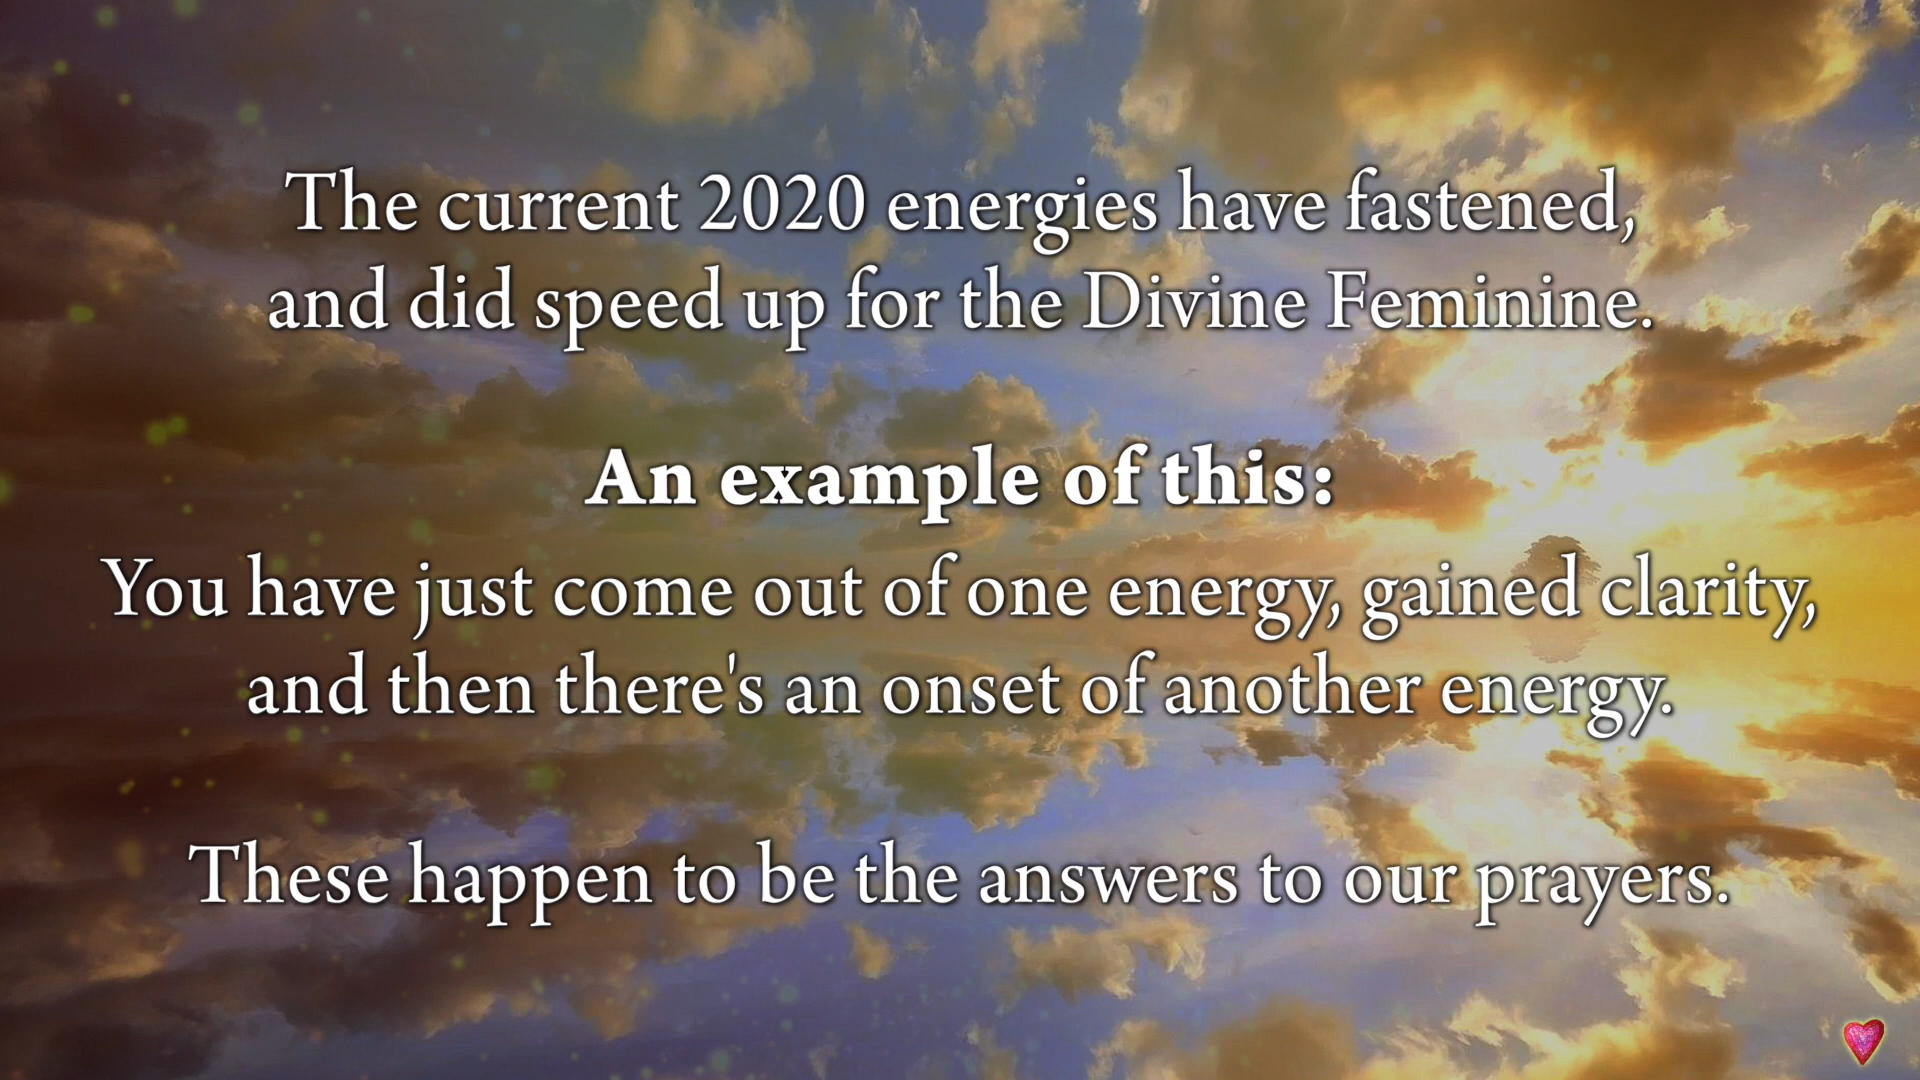 The current 2020 energies have fastened,
and did speed up for the Divine Feminine.
An example of this:
You have just come out of one energy, gained clarity,
and then there's an onset of another energy.
These happen to be the answers to our prayers.